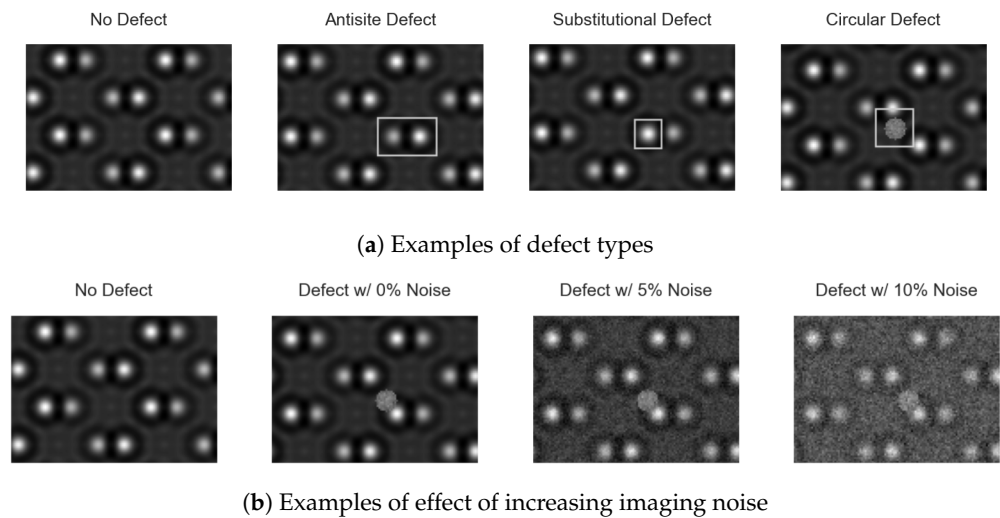 No Defect Antisite Defect Substitutional Defect Circular Defect
(a) Examples of defect types
No Defect Defect w/ 0% Noise Defect w/ 5% Noise Defect w/ 10% Noise
(b) Examples of effect of increasing imaging noise